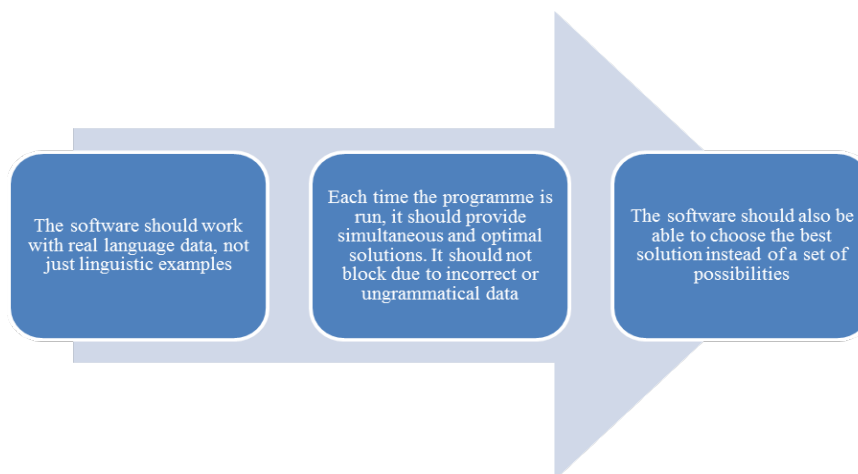 The software should work
with real language data, not
just linguistic examples
Each time the programme is
run, it should provide
simultaneous and optimal
solutions. It should not
block due to incorrect or
ungrammatical data
The software should also be
able to choose the best
solution instead of a set of
possibilities